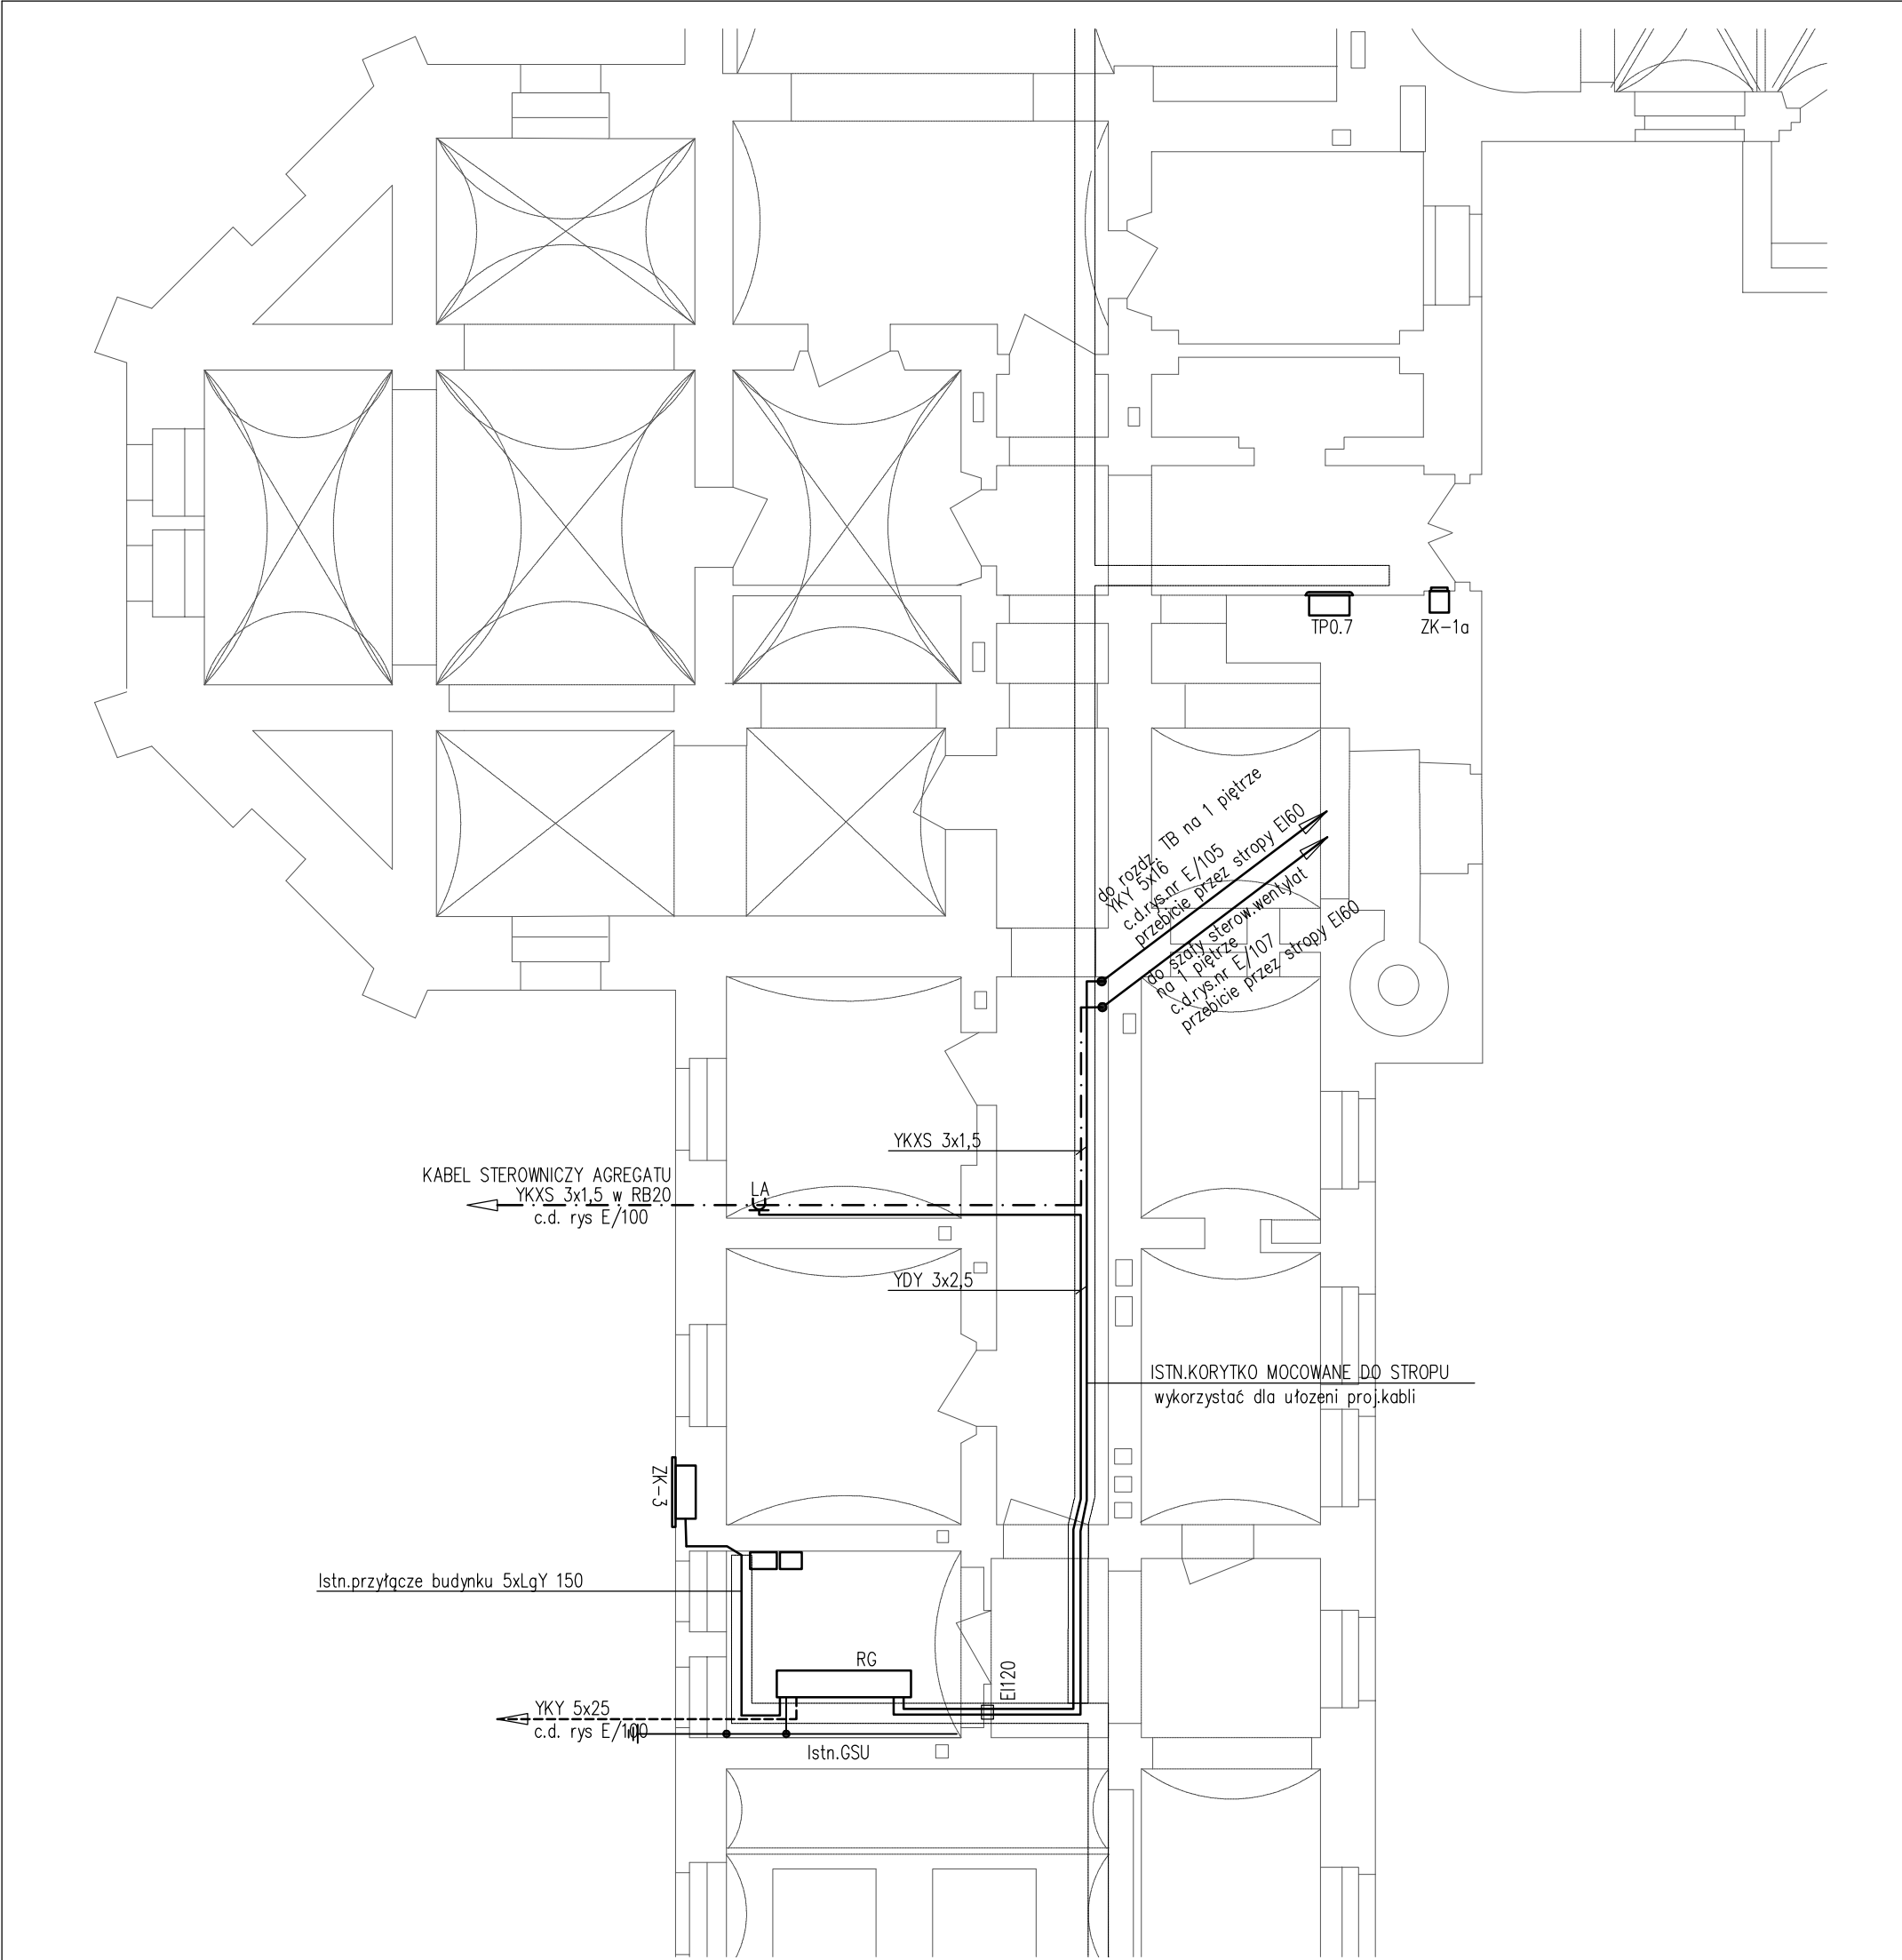 TP0.7
ZK-1a
do rozdz. TB na 1 piętrze
YKY 5x16
c.d.rys.nr E/105
przebicie przez stropy EI60
do szafy sterow.wentylat
na 1 piętrze
c.d.rys.nr E/107
przebicie przez stropy EI60
YKXS 3x1,5
KABEL STEROWNICZY AGREGATU
YKXS 3x1,5 w RB20
c.d. rys E/100
LA
YDY 3x2,5
ISTN.KORYTKO MOCOWANE DO STROPU
wykorzystać dla ułozeni proj.kabli
ZK-3
Istn.przyłącze budynku 5xLgY 150
RG
EI120
YKY 5x25
c.d. rys E/100
Istn.GSU